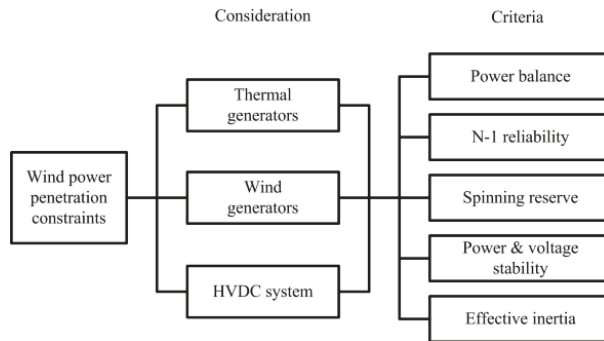 Consideration
Criteria
Wind power
penetration
constraints
Thermal
generators
Wind
generators
HVDC system
Power balance
N-1 reliability
Spinning reserve
Power & voltage
stability
Effective inertia